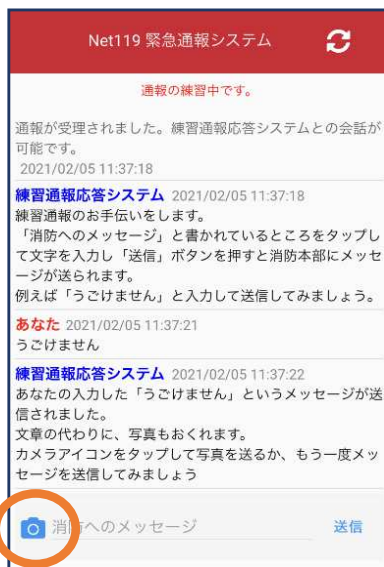 Net119 緊急通報システム
通報の練習中です。
通報が受理されました。練習通報応答システムとの会話が
可能です。
2021/02/05 11:37:18
練習通報応答システム 2021/02/05 11:37:18
練習通報のお手伝いをします。
「消防へのメッセージ」と書かれているところをタップし
て文字を入力し「送信」ボタンを押すと消防本部にメッセ
ージが送られます。
例えば「うごけません」と入力して送信してみましょう。
あなた 2021/02/05 11:37:21
うごけません
練習通報応答システム 2021/02/05 11:37:22
あなたの入力した「うごけません」というメッセージが送
信されました。
文章の代わりに、写真もおくれます。
カメラアイコンをタップして写真を送るか、もう一度メッ
セージを送信してみましょう
消防へのメッセージ 送信